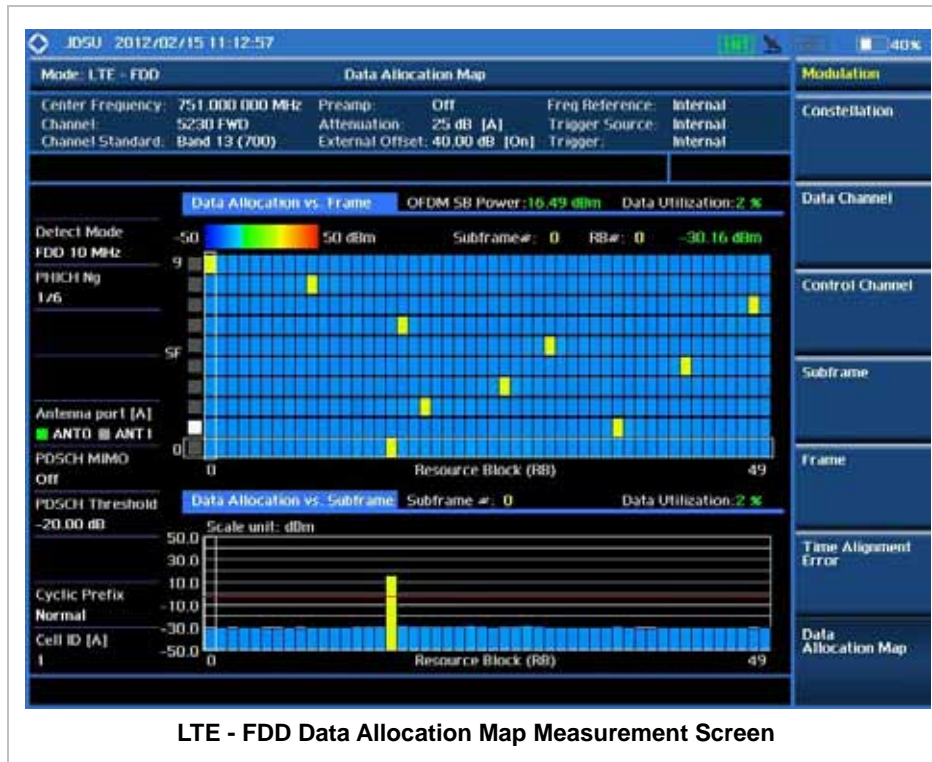 JDSU 2012/02/15 11:12:57 40%
Mode: LTE - FDD Data Allocation Map Modulation
Center Frequency: 751.000 000 MHz Preamp: Off Freq Reference: Internal
Channel: 5230 FWD Attenuation: 25 dB [A] Trigger Source: Internal
Channel Standard: Band 13 (700) External Offset: 40.00 dB [On] Trigger: Internal
Constellation
Data Channel
Control Channel
Subframe
Frame
Time Alignment
Error
Data
Allocation Map
Detect Mode
FDD 10 MHz
PHICH Ng
1/6
Antenna port [A]
ANT0 ANT1
PDSCH MIMO
Off
PDSCH Threshold
-20.00 dB
Cyclic Prefix
Normal
Cell ID [A]
1
Data Allocation vs. Frame OFDM SB Power:16.49 dBm Data Utilization:2 %
-50 50 dBm Subframe#: 0 RB#: 0 -30.16 dBm
9
SF
0
0 Resource Block (RB) 49
Data Allocation vs. Subframe Subframe #: 0 Data Utilization:2 %
Scale unit: dBm
50.0
30.0
10.0
-10.0
-30.0
-50.0
0 Resource Block (RB) 49
LTE - FDD Data Allocation Map Measurement Screen